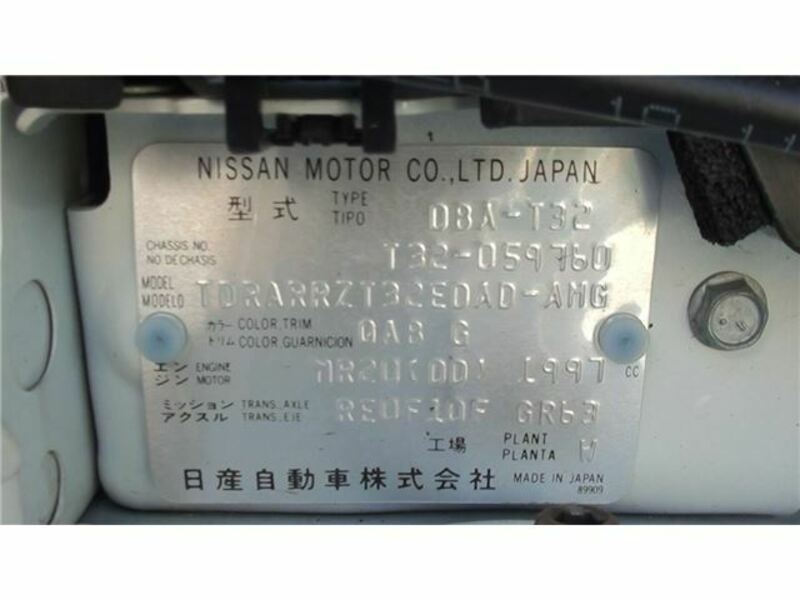 NISSAN MOTOR CO.,LTD. JAPAN
型式 TYPE TIPO DBA-T32
CHASSIS NO. NO DE CHASIS T32-059760
MODEL MODELO TDRARRZT32EDAD-AMG
カラー COLOR,TRIM トリム COLOR,GUARNICION QAB G
エンジン ENGINE MOTOR MR20(DD) 1997 CC
ミッション TRANS.,AXLE アクスル TRANS.,EJE RE0F10F GR63
工場 PLANT PLANTA W
日産自動車株式会社 MADE IN JAPAN
89909